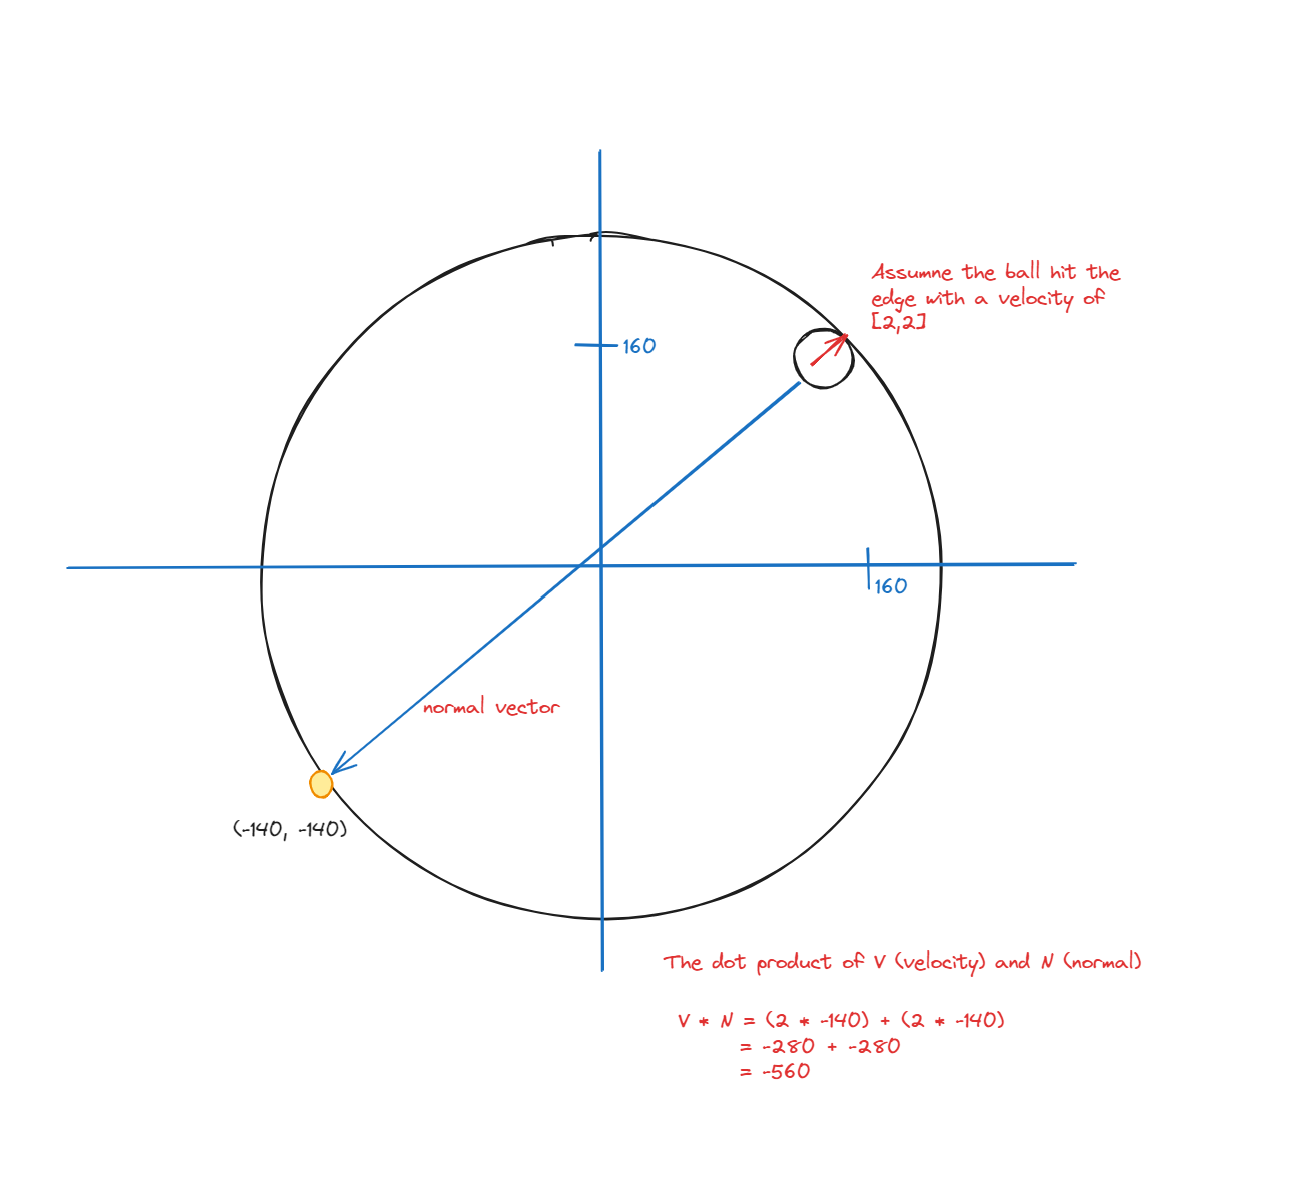 Assumne the ball hit the
edge with a velocity of
[2,2]
160
160
normal vector
(-140, -140)
The dot product of V (velocity) and N (normal)
V * N = (2 * -140) + (2 * -140)
= -280 + -280
= -560